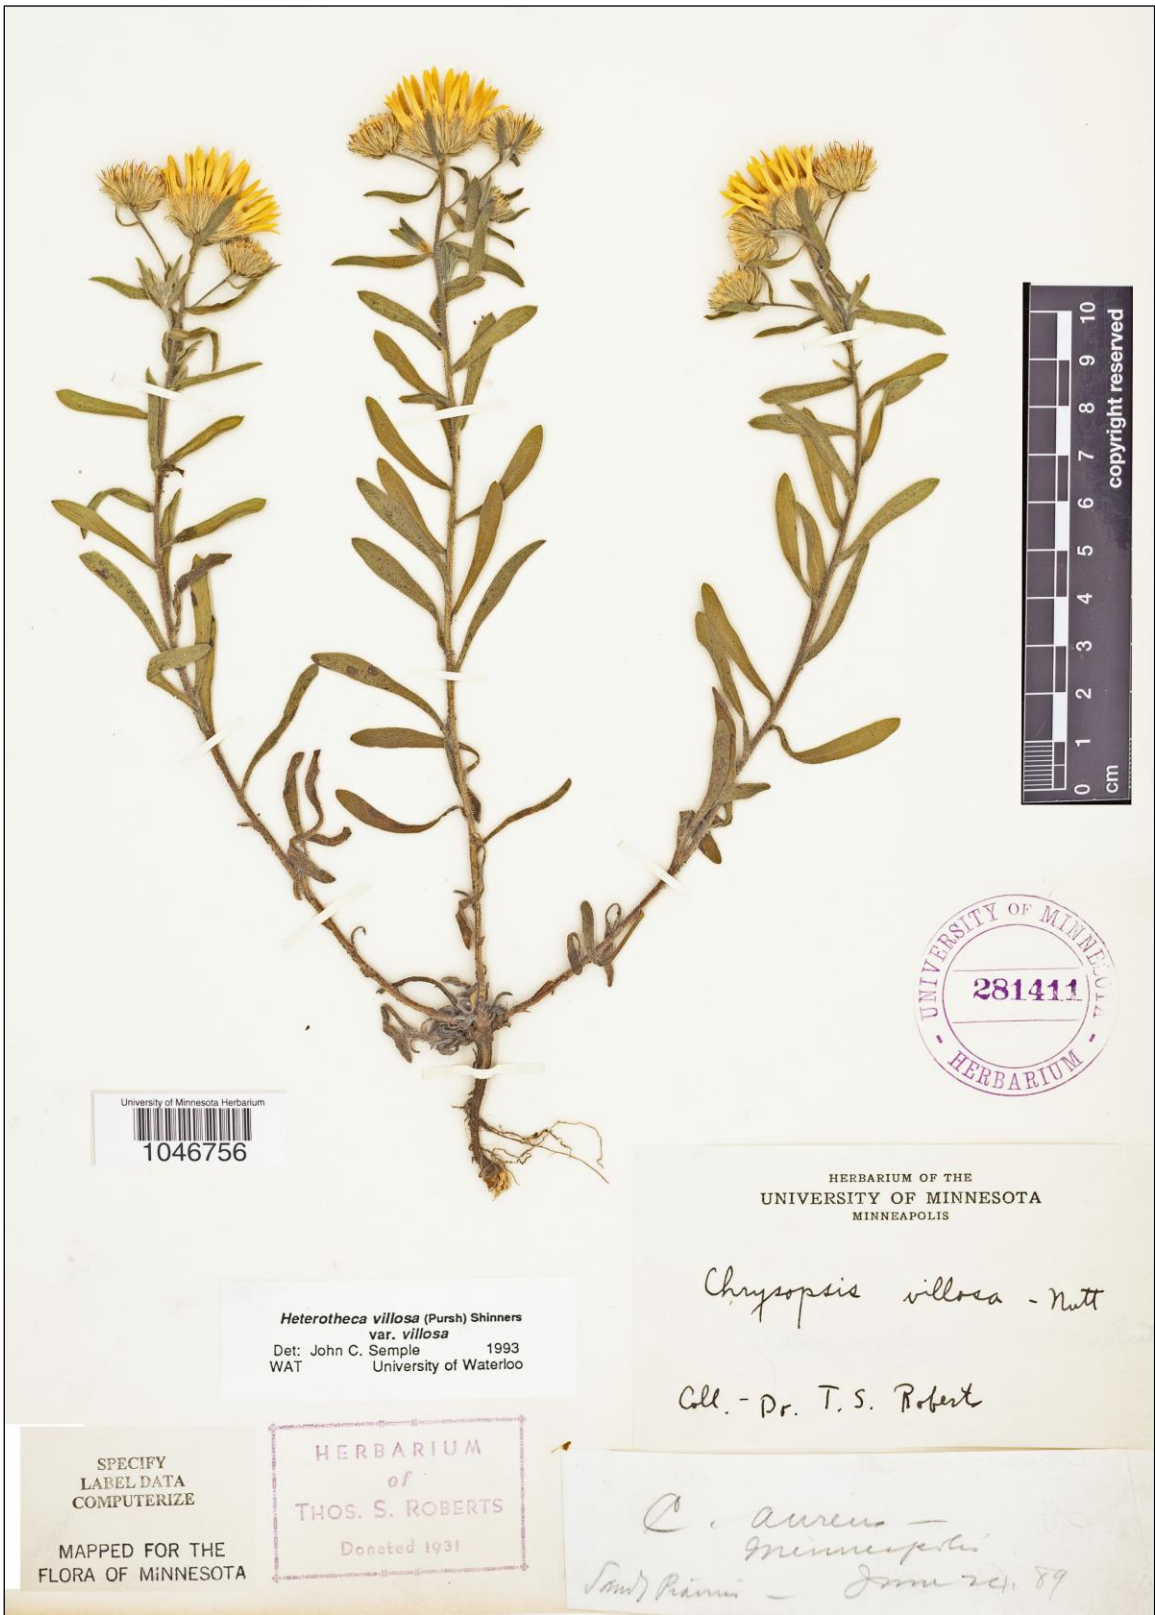 10
9
8
7
6
5
4
3
2
1
0
cm
copyright reserved
UNIVERSITY OF MINNESOTA
281411
- HERBARIUM -
University of Minnesota Herbarium
1046756
HERBARIUM OF THE
UNIVERSITY OF MINNESOTA
MINNEAPOLIS
Chrysopsis villosa - Nutt
Coll. - Dr. T. S. Roberts
Heterotheca villosa (Pursh) Shinners
var. villosa
Det: John C. Semple 1993
WAT University of Waterloo
SPECIFY
LABEL DATA
COMPUTERIZE
MAPPED FOR THE
FLORA OF MINNESOTA
HERBARIUM
of
THOS. S. ROBERTS
Donated 1931
C. aureus —
Minneapolis
Sandy Prairie — June 89